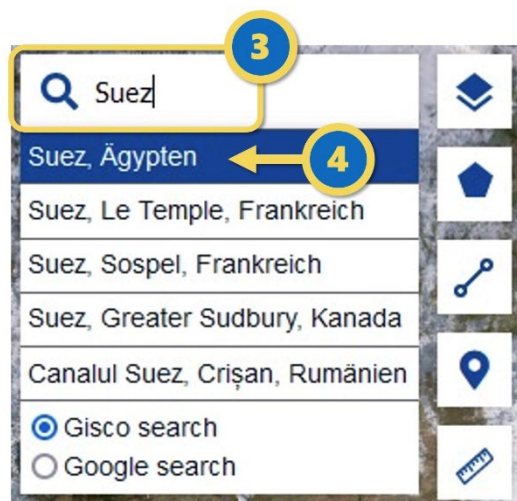 3
Suez
Suez, Ägypten
4
Suez, Le Temple, Frankreich
Suez, Sospel, Frankreich
Suez, Greater Sudbury, Kanada
Canalul Suez, Crișan, Rumänien
Gisco search
Google search